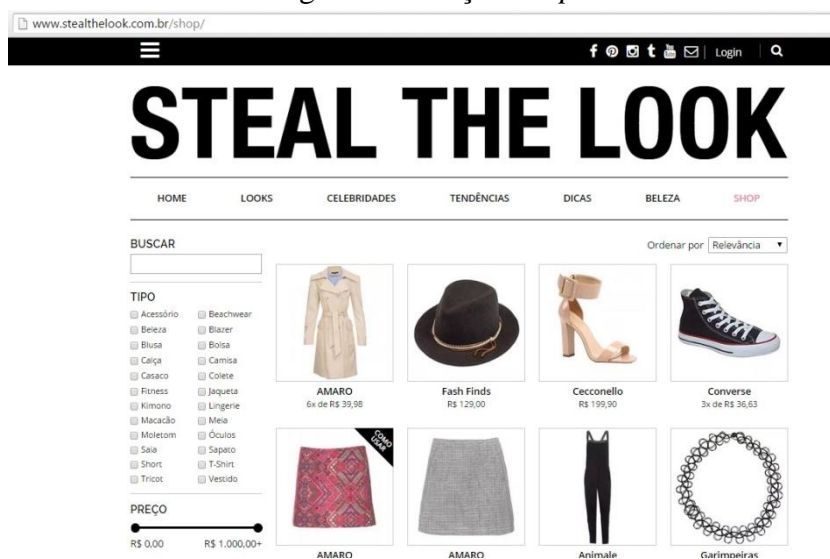 www.stealthelook.com.br/shop/
Login
STEAL THE LOOK
HOME LOOKS CELEBRIDADES TENDÊNCIAS DICAS BELEZA SHOP
BUSCAR
Ordenar por Relevância
TIPO
Acessório Beachwear
Beleza Blazer
Blusa Bolsa
Calça Camisa
Casaco Colete
Fitness Jaqueta
Kimono Lingerie
Macacão Meia
Moletom Óculos
Saia Sapato
Short T-Shirt
Tricot Vestido
PREÇO
R$ 0,00 R$ 1.000,00+
AMARO Fash Finds Cecconello Converse
6x de R$ 39,98 R$ 129,00 R$ 199,90 3x de R$ 36,63
COMO USAR
AMARO AMARO Animale Garimpeiras